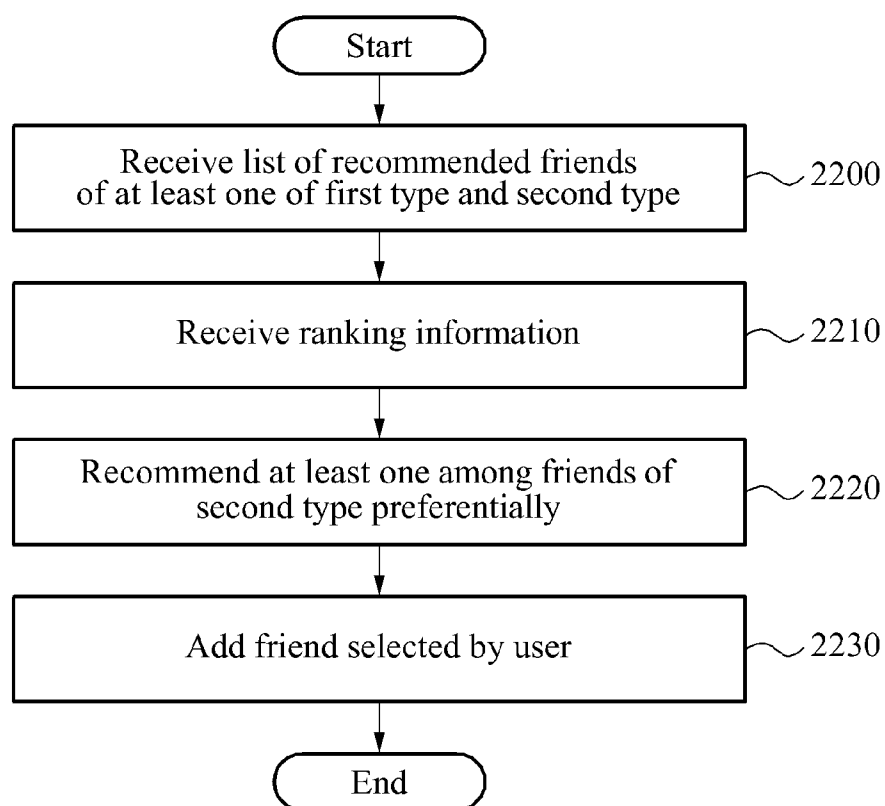 Start
Receive list of recommended friends
of at least one of first type and second type
2200
Receive ranking information
2210
Recommend at least one among friends of
second type preferentially
2220
Add friend selected by user
2230
End